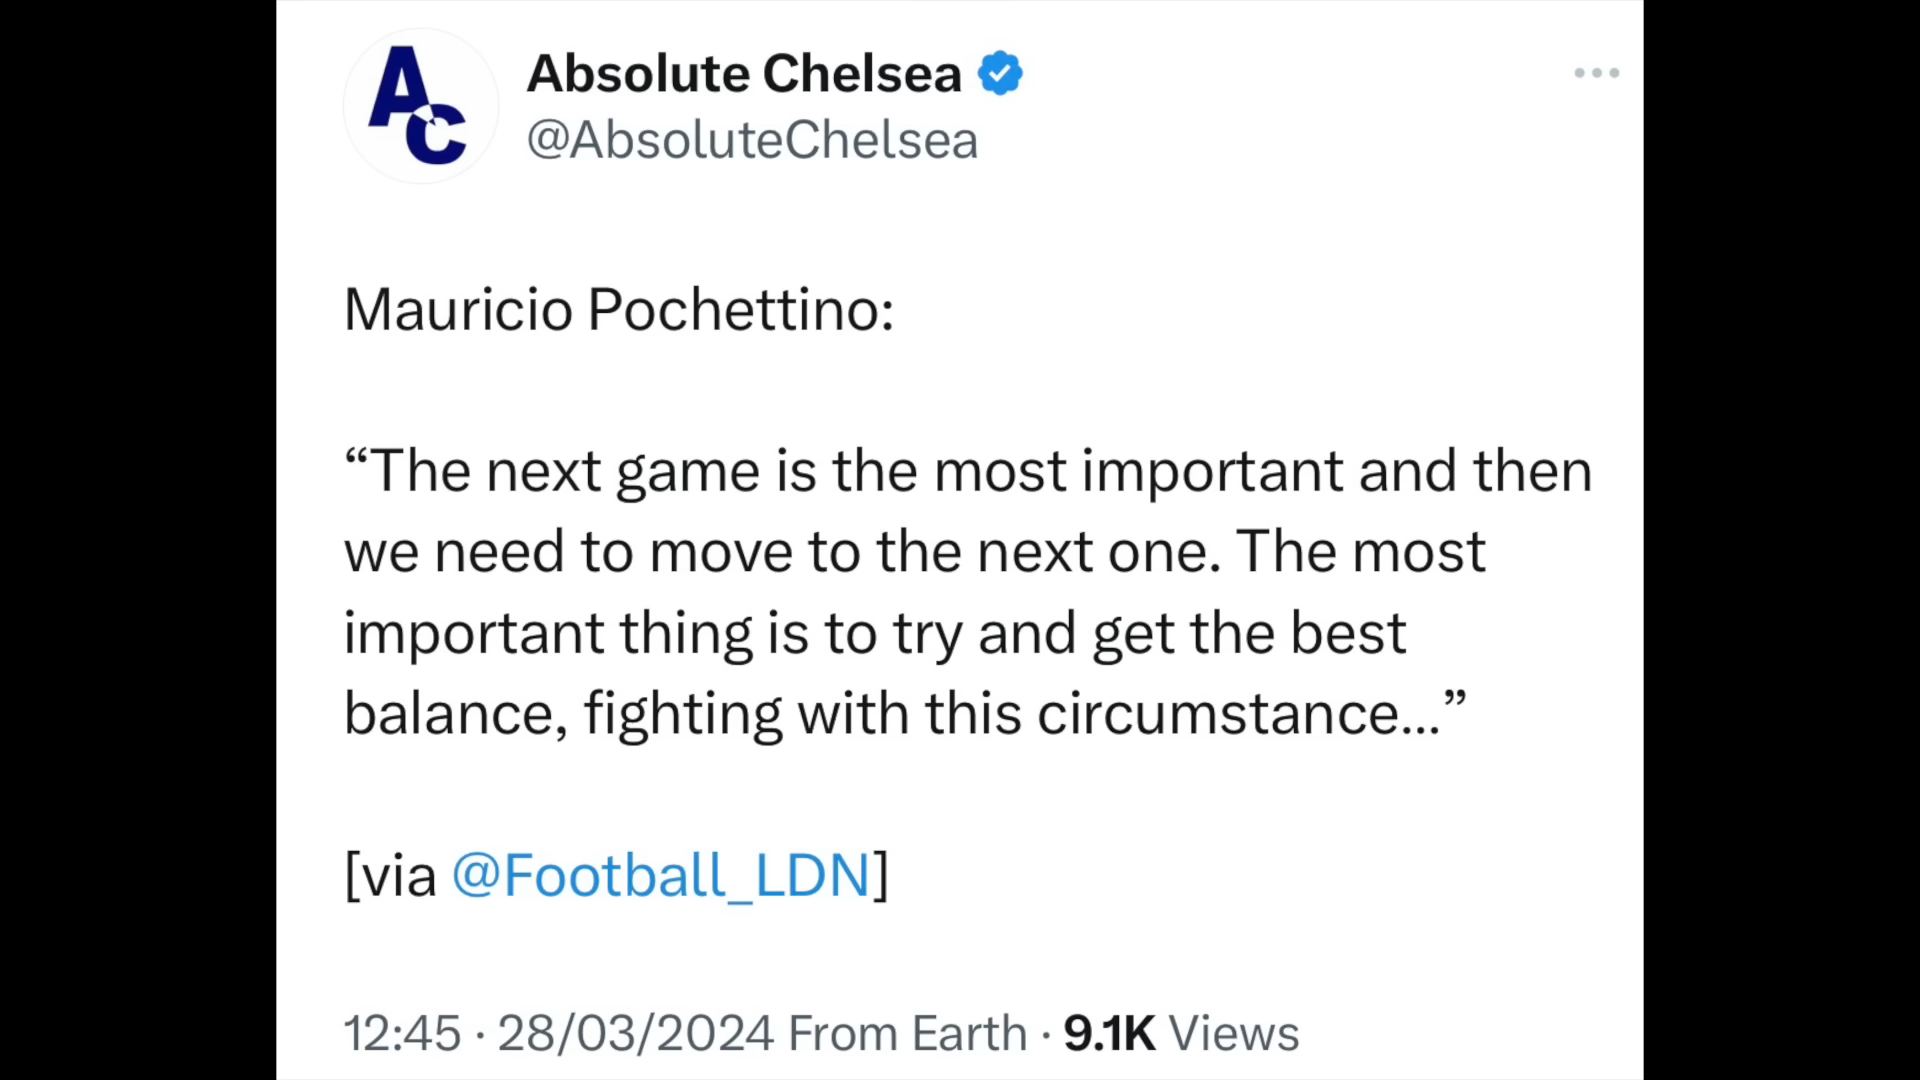 AC
Absolute Chelsea
@AbsoluteChelsea
Mauricio Pochettino:
“The next game is the most important and then
we need to move to the next one. The most
important thing is to try and get the best
balance, fighting with this circumstance...”
[via @Football_LDN]
12:45 · 28/03/2024 From Earth · 9.1K Views